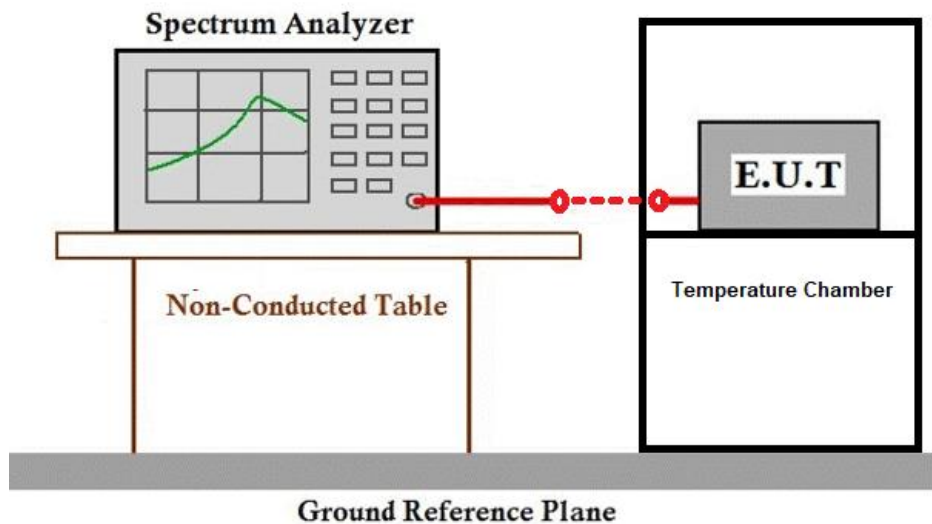 Spectrum Analyzer
E.U.T
Temperature Chamber
Non-Conducted Table
Ground Reference Plane